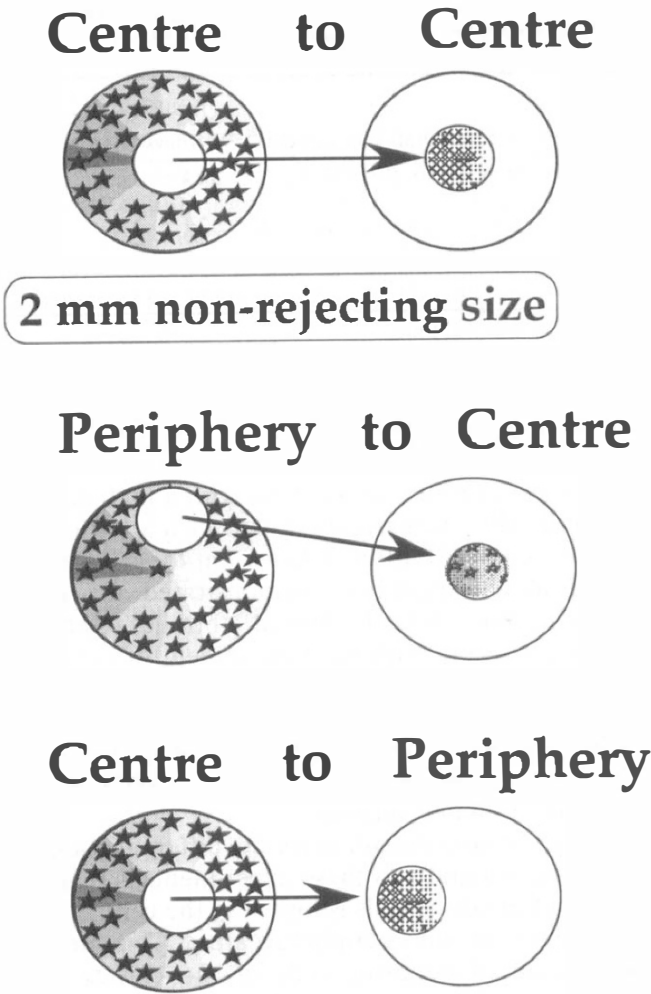 Centre to Centre
2 mm non-rejecting size
Periphery to Centre
Centre to Periphery